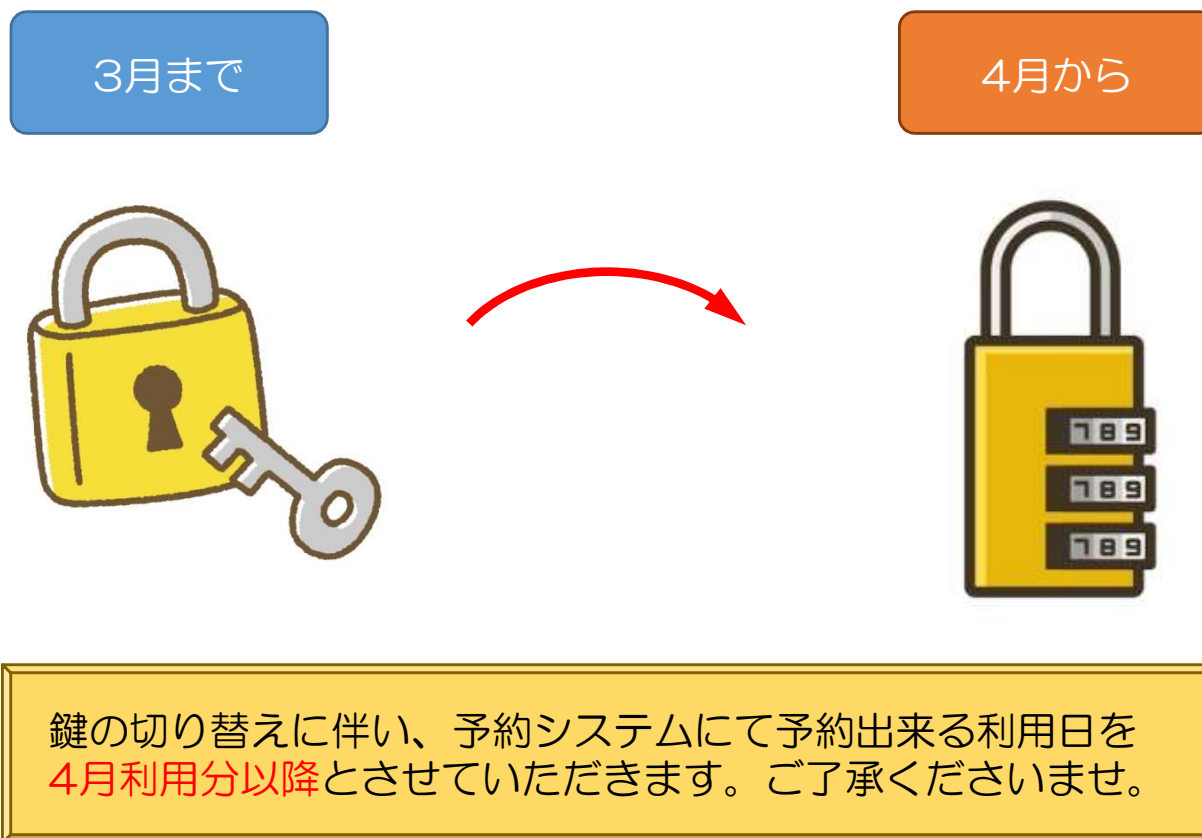 3月まで
4月から
789
789
789
鍵の切り替えに伴い、予約システムにて予約出来る利用日を
4月利用分以降とさせていただきます。ご了承くださいませ。